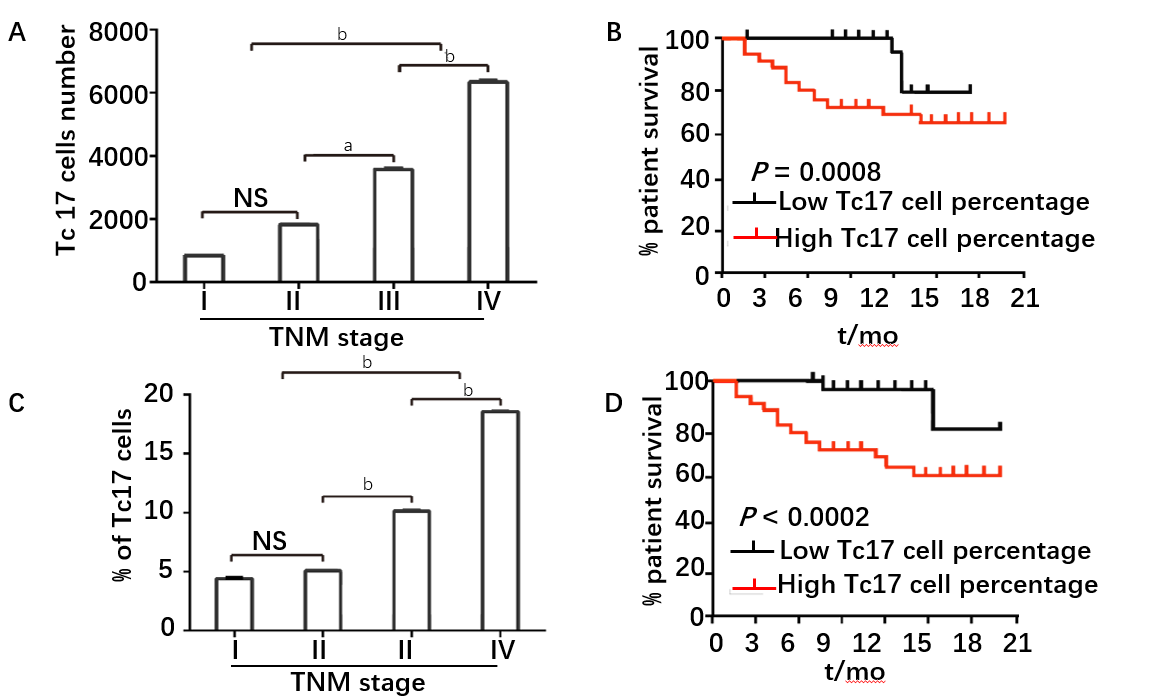 A
Tc 17 cells number
8000
6000
4000
2000
0
b
b
a
NS
I II III IV
TNM stage
B
% patient survival
100
80
60
40
20
0
P = 0.0008
Low Tc17 cell percentage
High Tc17 cell percentage
0 3 6 9 12 15 18 21
t/mo
C
% of Tc17 cells
20
15
10
5
0
b
b
b
NS
I II II IV
TNM stage
D
% patient survival
100
80
60
40
20
0
P < 0.0002
Low Tc17 cell percentage
High Tc17 cell percentage
0 3 6 9 12 15 18 21
t/mo